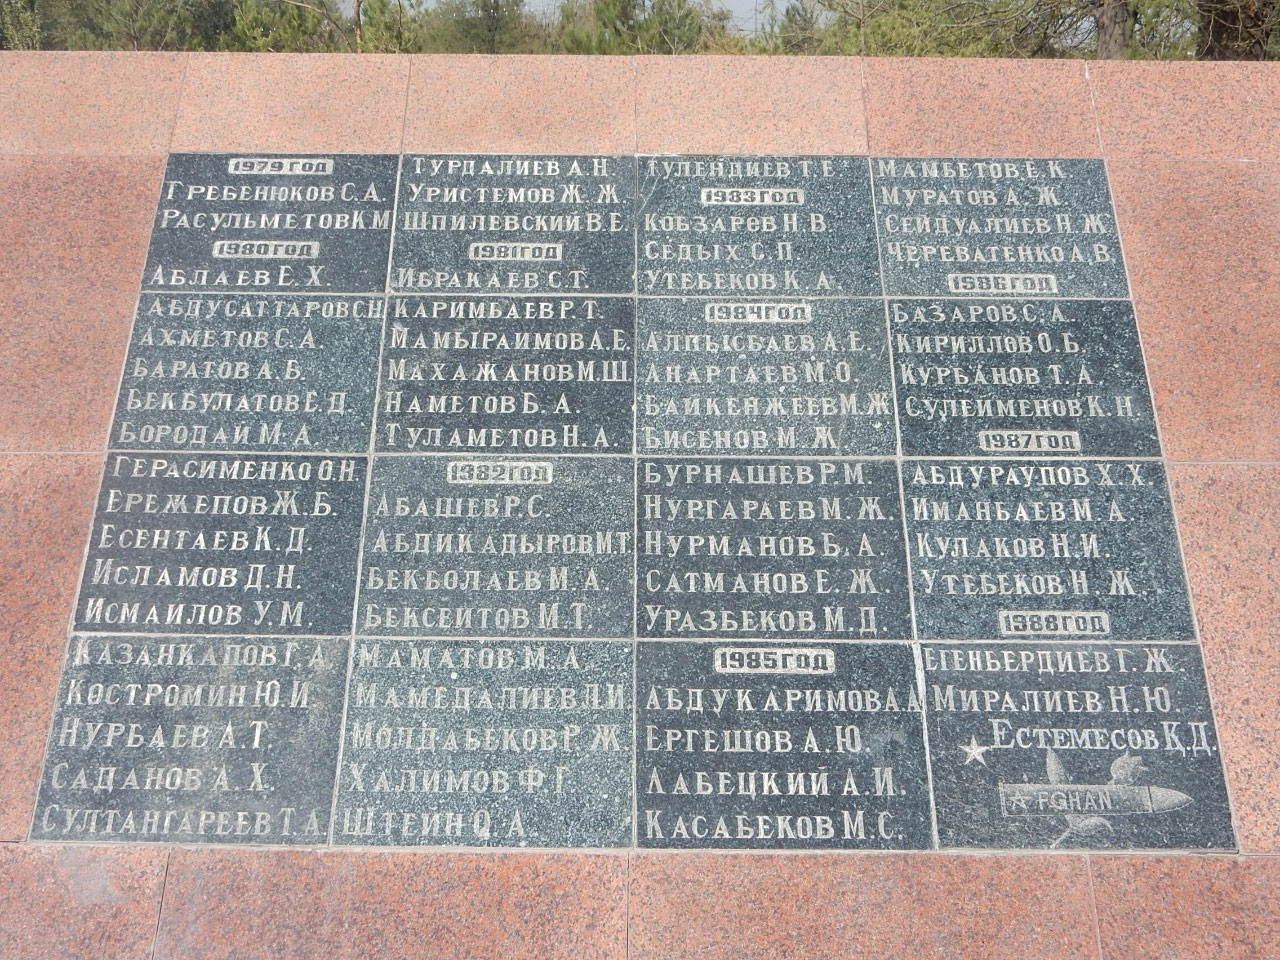 1979 ГОД
ГРЕБЕНЮКОВ С.А.
РАСУЛЬМЕТОВ К М
1980 ГОД
АБЛАЕВ Е.Х.
АБДУСАТТАРОВ С.Н
АХМЕТОВ С.А.
БАРАТОВ А.Б.
БЕКБУЛАТОВ Е.Д.
БОРОДАЙ М.А.
ГЕРАСИМЕНКО О.Н
ЕРЕЖЕПОВ Ж.Б.
ЕСЕНТАЕВ К.Д.
ИСЛАМОВ Д.Н.
ИСМАИЛОВ У.М.
КАЗАНКАПОВ Г.А.
КОСТРОМИН Ю.И.
НУРБАЕВ А.Т.
САДАНОВ А.Х.
СУЛТАНГАРЕЕВ Т.А.
ТУРДАЛИЕВ А.Н.
УРИСТЕМОВ Ж.Ж
ШПИЛЕВСКИЙ В.Е.
1981 ГОД
ИБРАКАЕВ С.Т.
КАРИМБАЕВ Р.Т.
МАМЫРАИМОВ А.Е.
МАХАЖАНОВ М.Ш.
НАМЕТОВ Б.А.
ТУЛАМЕТОВ Н.А.
1982 ГОД
АБАШЕВ Р.С.
АБДИКАДЫРОВ М.Т.
БЕКБОЛАЕВ М.А.
БЕКСЕИТОВ М.Т.
МАМАТОВ М.А.
МАМЕДАЛИЕВ Л.И
МОЛДАБЕКОВ Р.Ж.
ХАЛИМОВ Ф.Г.
ШТЕЙН О.А.
ТУЛЕНДИЕВ Т.Е.
1983 ГОД
КОБЗАРЕВ Н.В.
СЕДЫХ С.П.
УТЕБЕКОВ К.А.
1984 ГОД
АЛПЫСБАЕВ А.Е.
АНАРТАЕВ М.О.
БАЙКЕНЖЕЕВ М.Ж
БИСЕНОВ М.Ж.
БУРНАШЕВ Р.М.
НУРГАРАЕВ М.Ж.
НУРМАНОВ Б.А.
САТМАНОВ Е.Ж.
УРАЗБЕКОВ М.Д.
1985 ГОД
АБДУКАРИМОВ А.А
ЕРГЕШОВ А.Ю.
ЛАБЕЦКИЙ А.И.
КАСАБЕКОВ М.С.
МАМБЕТОВ Е.К.
МУРАТОВ А.Ж.
СЕЙДУАЛИЕВ Н.Ж
ЧЕРЕВАТЕНКО А.В.
1986 ГОД
БАЗАРОВ С.А.
КИРИЛЛОВ О.Б.
КУРБАНОВ Т.А.
СУЛЕЙМЕНОВ К.Н.
1987 ГОД
АБДУРАУПОВ Х.Х.
ИМАНБАЕВ М.А.
КУЛАКОВ Н.И.
УТЕБЕКОВ Н.Ж.
1988 ГОД
ЕГЕНБЕРДИЕВ Г.Ж.
МИРАЛИЕВ Н.Ю.
ЕСТЕМЕСОВ К.Д.
AFGHAN